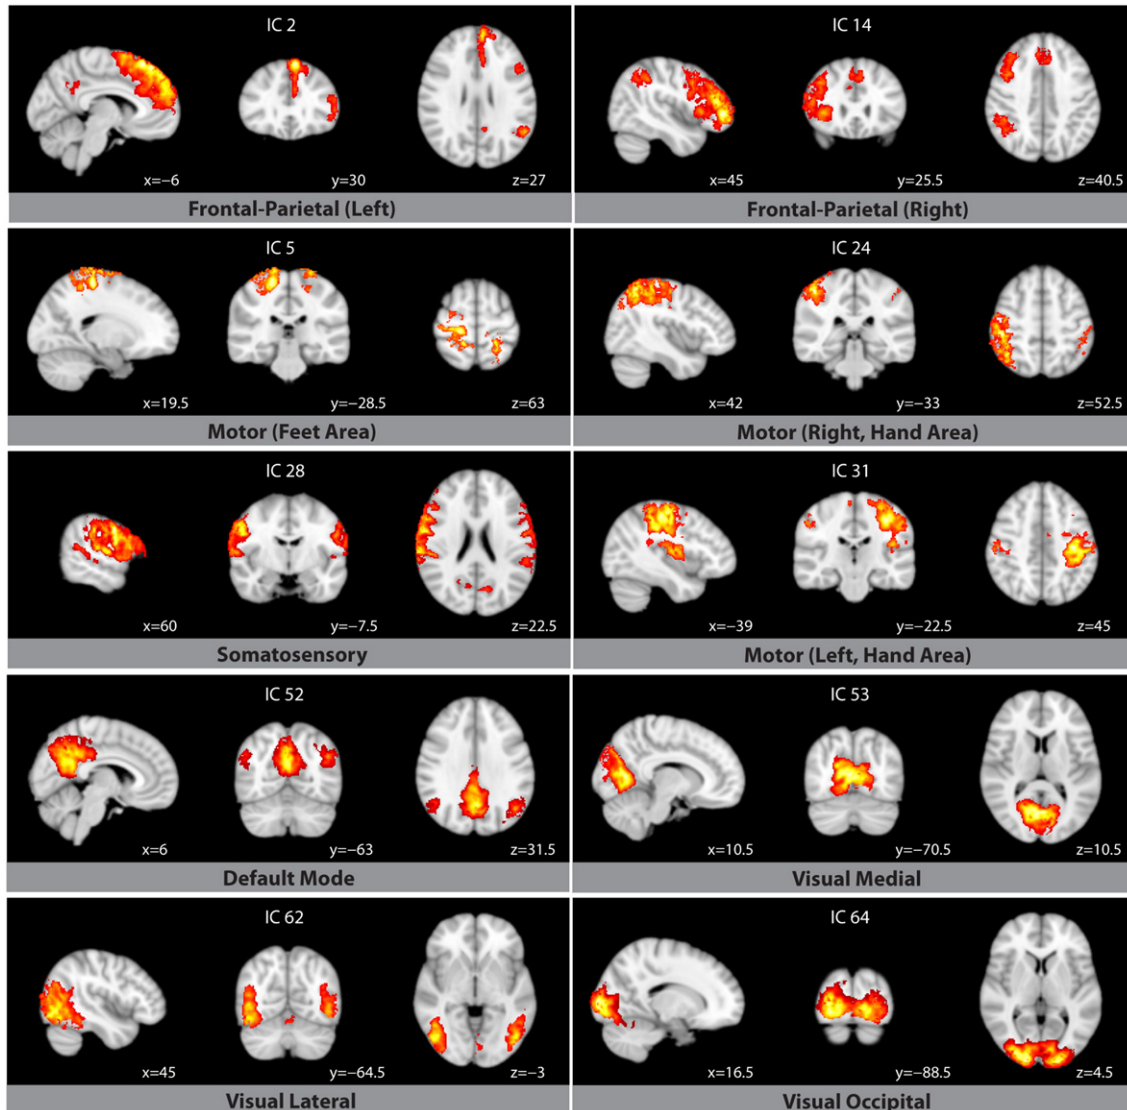 IC 2
x=−6 y=30 z=27
Frontal-Parietal (Left)
IC 14
x=45 y=25.5 z=40.5
Frontal-Parietal (Right)
IC 5
x=19.5 y=−28.5 z=63
Motor (Feet Area)
IC 24
x=42 y=−33 z=52.5
Motor (Right, Hand Area)
IC 28
x=60 y=−7.5 z=22.5
Somatosensory
IC 31
x=−39 y=−22.5 z=45
Motor (Left, Hand Area)
IC 52
x=6 y=−63 z=31.5
Default Mode
IC 53
x=10.5 y=−70.5 z=10.5
Visual Medial
IC 62
x=45 y=−64.5 z=−3
Visual Lateral
IC 64
x=16.5 y=−88.5 z=4.5
Visual Occipital